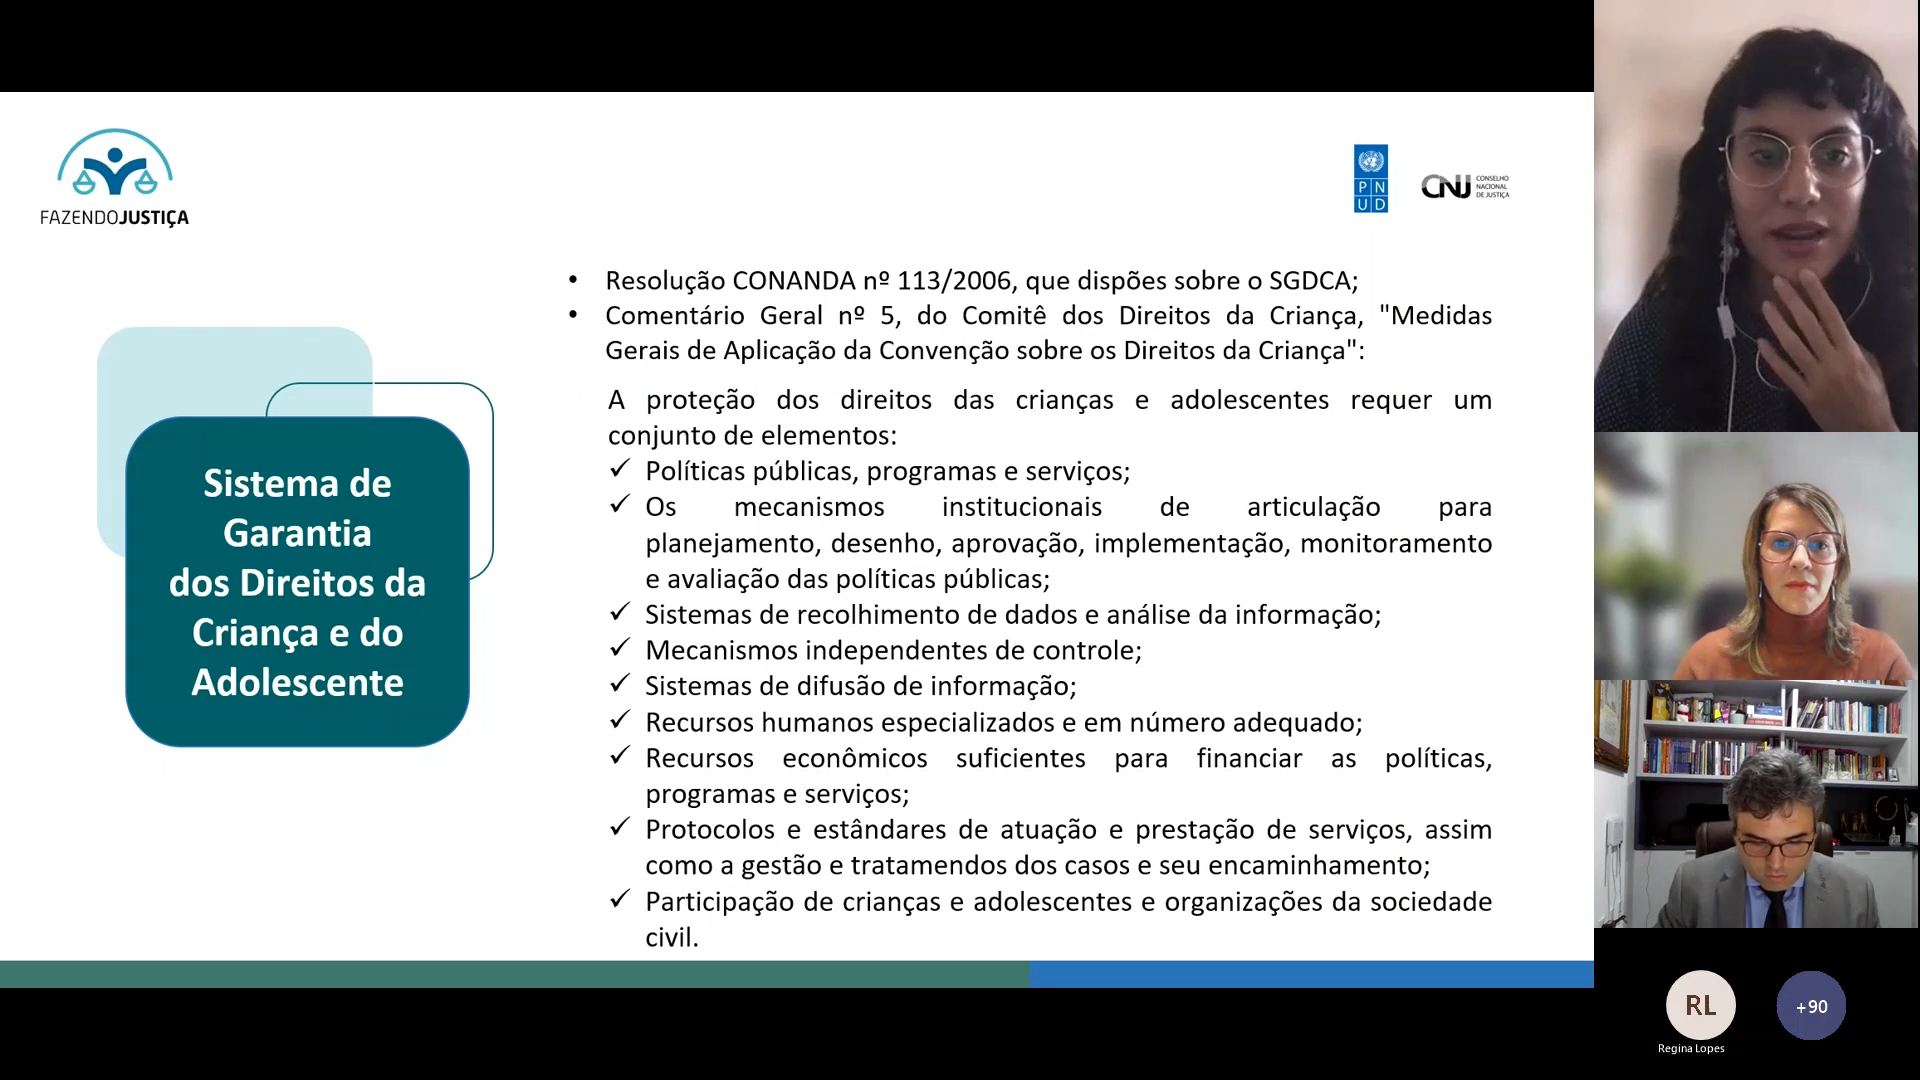 FAZENDOJUSTIÇA
P N
U D
CNJ
CONSELHO
NACIONAL
DE JUSTIÇA
Sistema de
Garantia
dos Direitos da
Criança e do
Adolescente
• Resolução CONANDA nº 113/2006, que dispões sobre o SGDCA;
• Comentário Geral nº 5, do Comitê dos Direitos da Criança, "Medidas
Gerais de Aplicação da Convenção sobre os Direitos da Criança":
A proteção dos direitos das crianças e adolescentes requer um
conjunto de elementos:
✓ Políticas públicas, programas e serviços;
✓ Os mecanismos institucionais de articulação para
planejamento, desenho, aprovação, implementação, monitoramento
e avaliação das políticas públicas;
✓ Sistemas de recolhimento de dados e análise da informação;
✓ Mecanismos independentes de controle;
✓ Sistemas de difusão de informação;
✓ Recursos humanos especializados e em número adequado;
✓ Recursos econômicos suficientes para financiar as políticas,
programas e serviços;
✓ Protocolos e estândares de atuação e prestação de serviços, assim
como a gestão e tratamendos dos casos e seu encaminhamento;
✓ Participação de crianças e adolescentes e organizações da sociedade
civil.
RL
+90
Regina Lopes